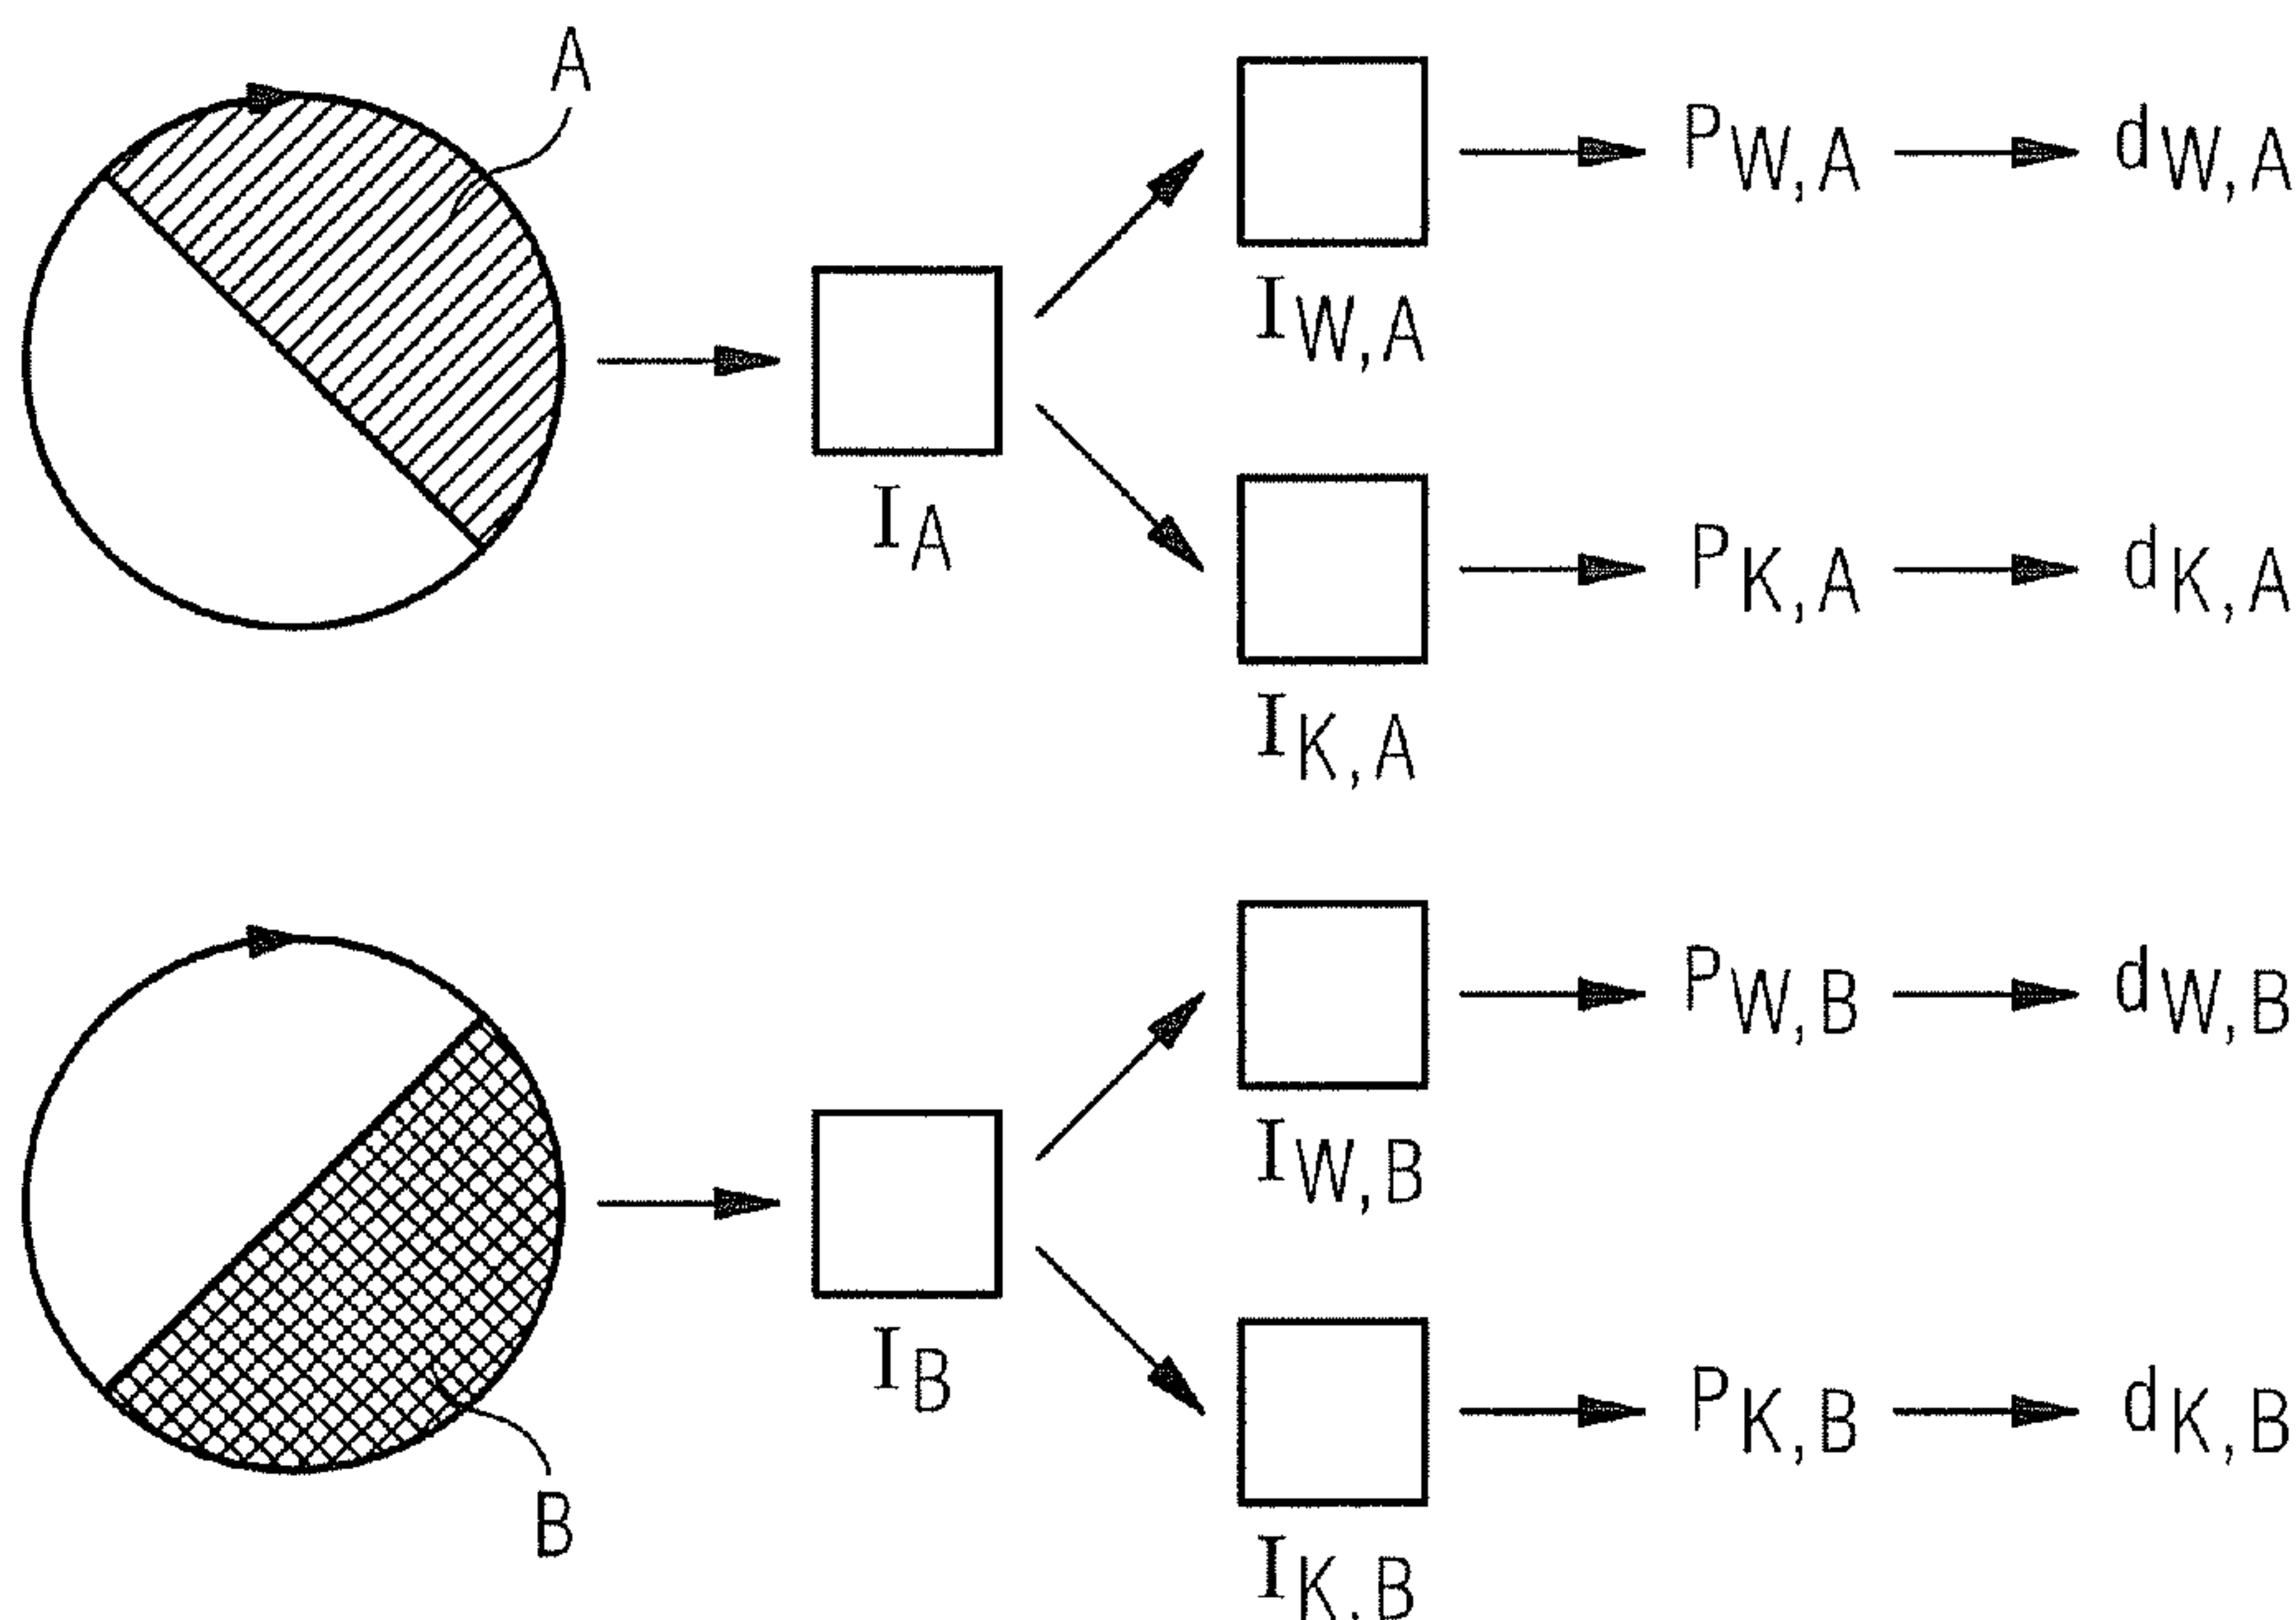 A
P W,A
d W,A
I W,A
I A
P K,A
d K,A
I K,A
P W,B
d W,B
I W,B
I B
P K,B
d K,B
B
I K,B